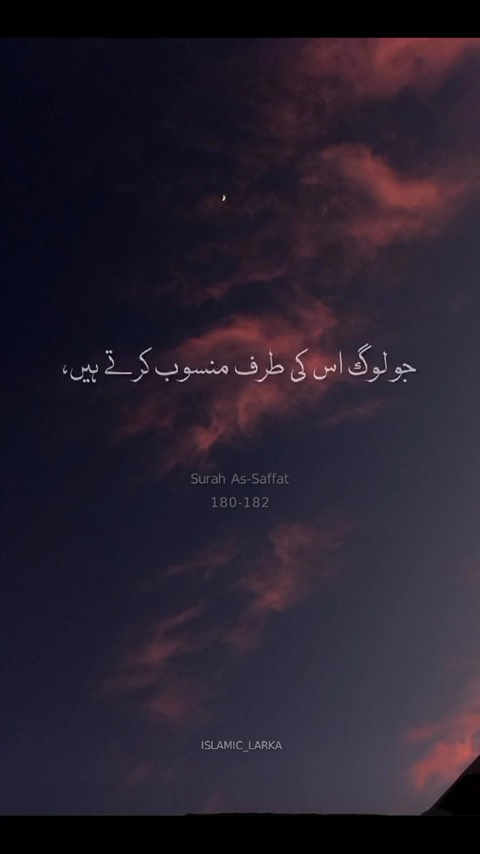 جو لوگ اس کی طرف منسوب کرتے ہیں،
Surah As-Saffat
180-182
ISLAMIC_LARKA